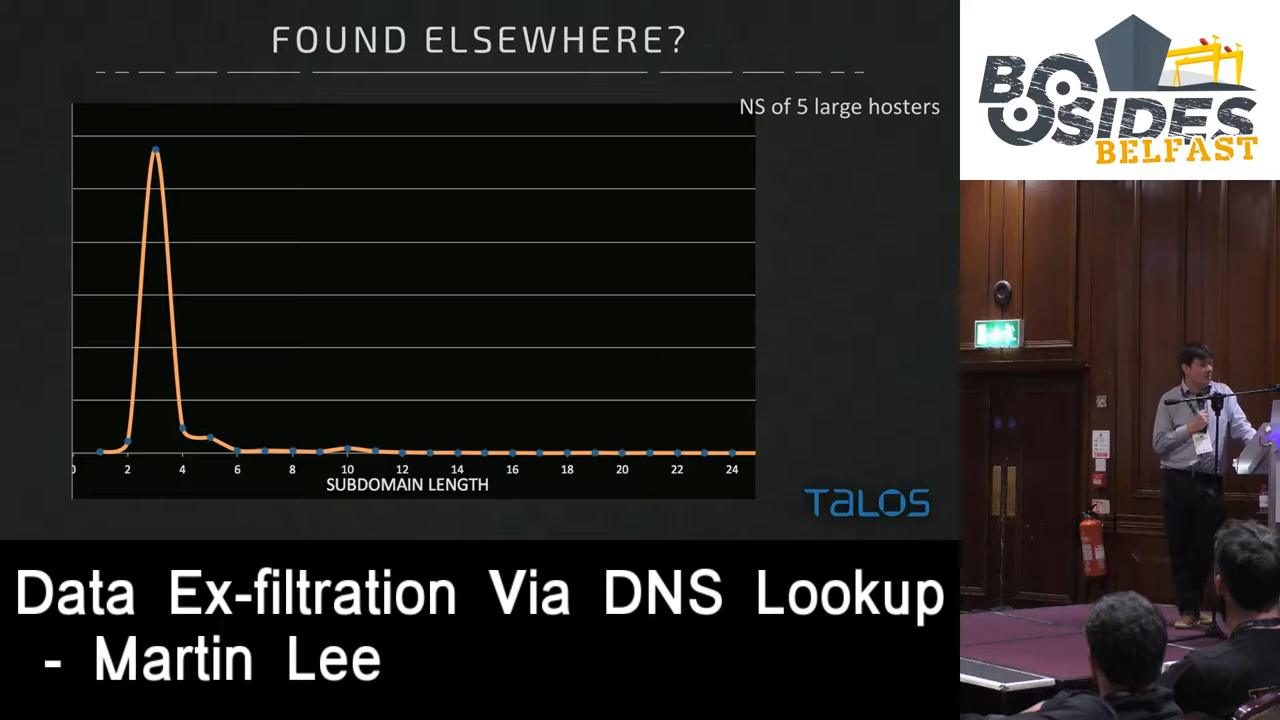 FOUND ELSEWHERE?
NS of 5 large hosters
0 2 4 6 8 10 12 14 16 18 20 22 24
SUBDOMAIN LENGTH
TALOS
BSIDES
BELFAST
Data Ex-filtration Via DNS Lookup
- Martin Lee